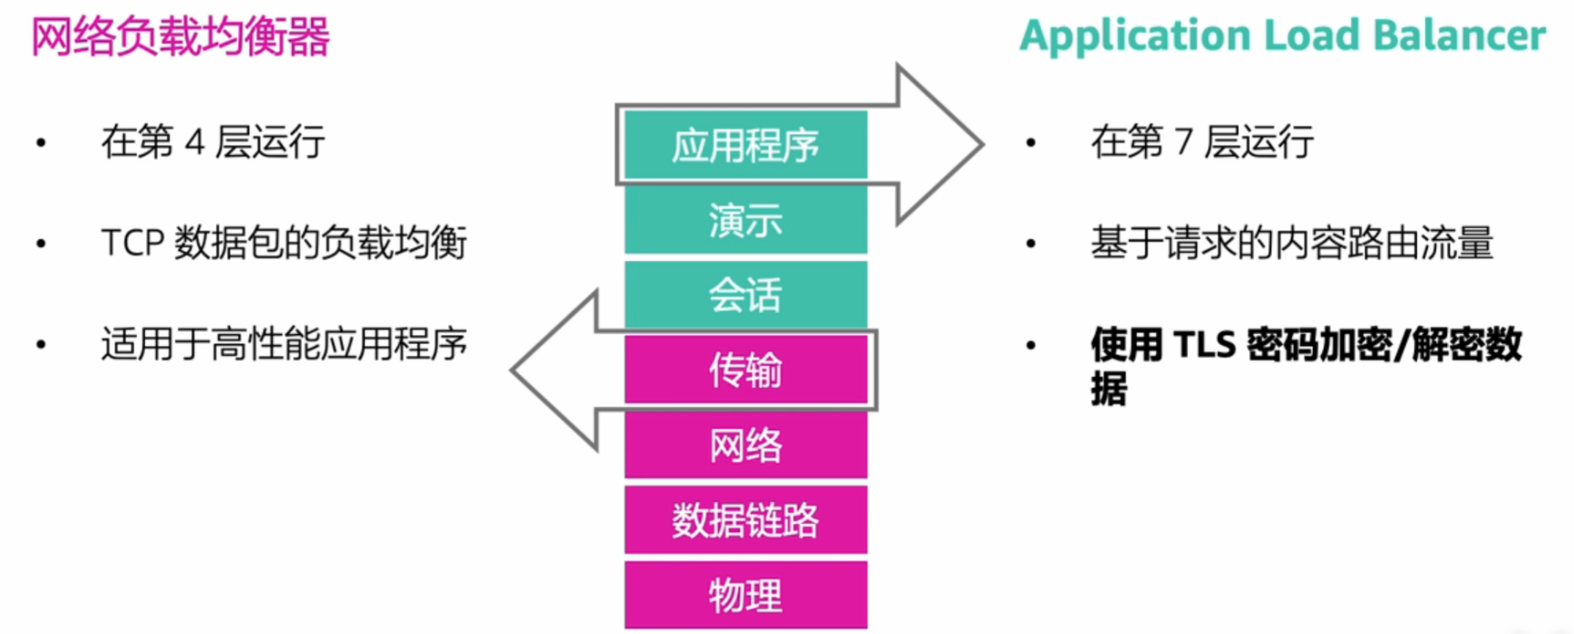 网络负载均衡器
• 在第 4 层运行
• TCP 数据包的负载均衡
• 适用于高性能应用程序
应用程序
演示
会话
传输
网络
数据链路
物理
Application Load Balancer
• 在第 7 层运行
• 基于请求的内容路由流量
• 使用 TLS 密码加密/解密数
据